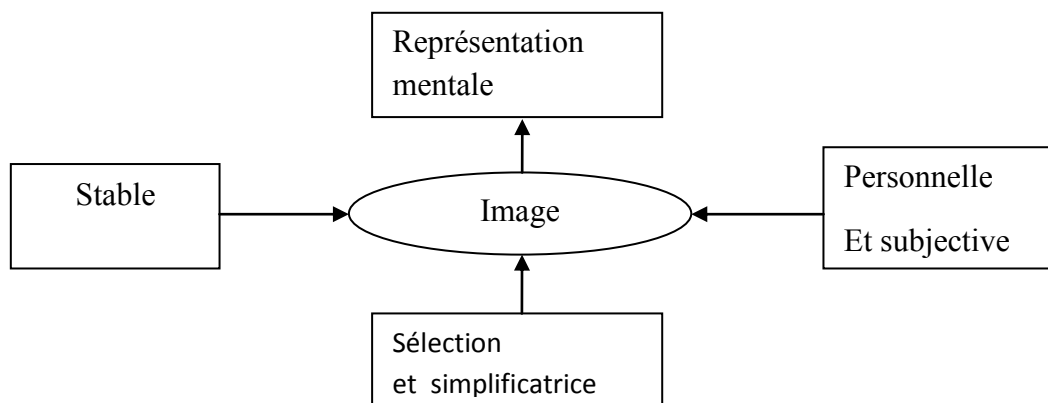 Représentation
mentale
Stable
Image
Personnelle
Et subjective
Sélection
et simplificatrice